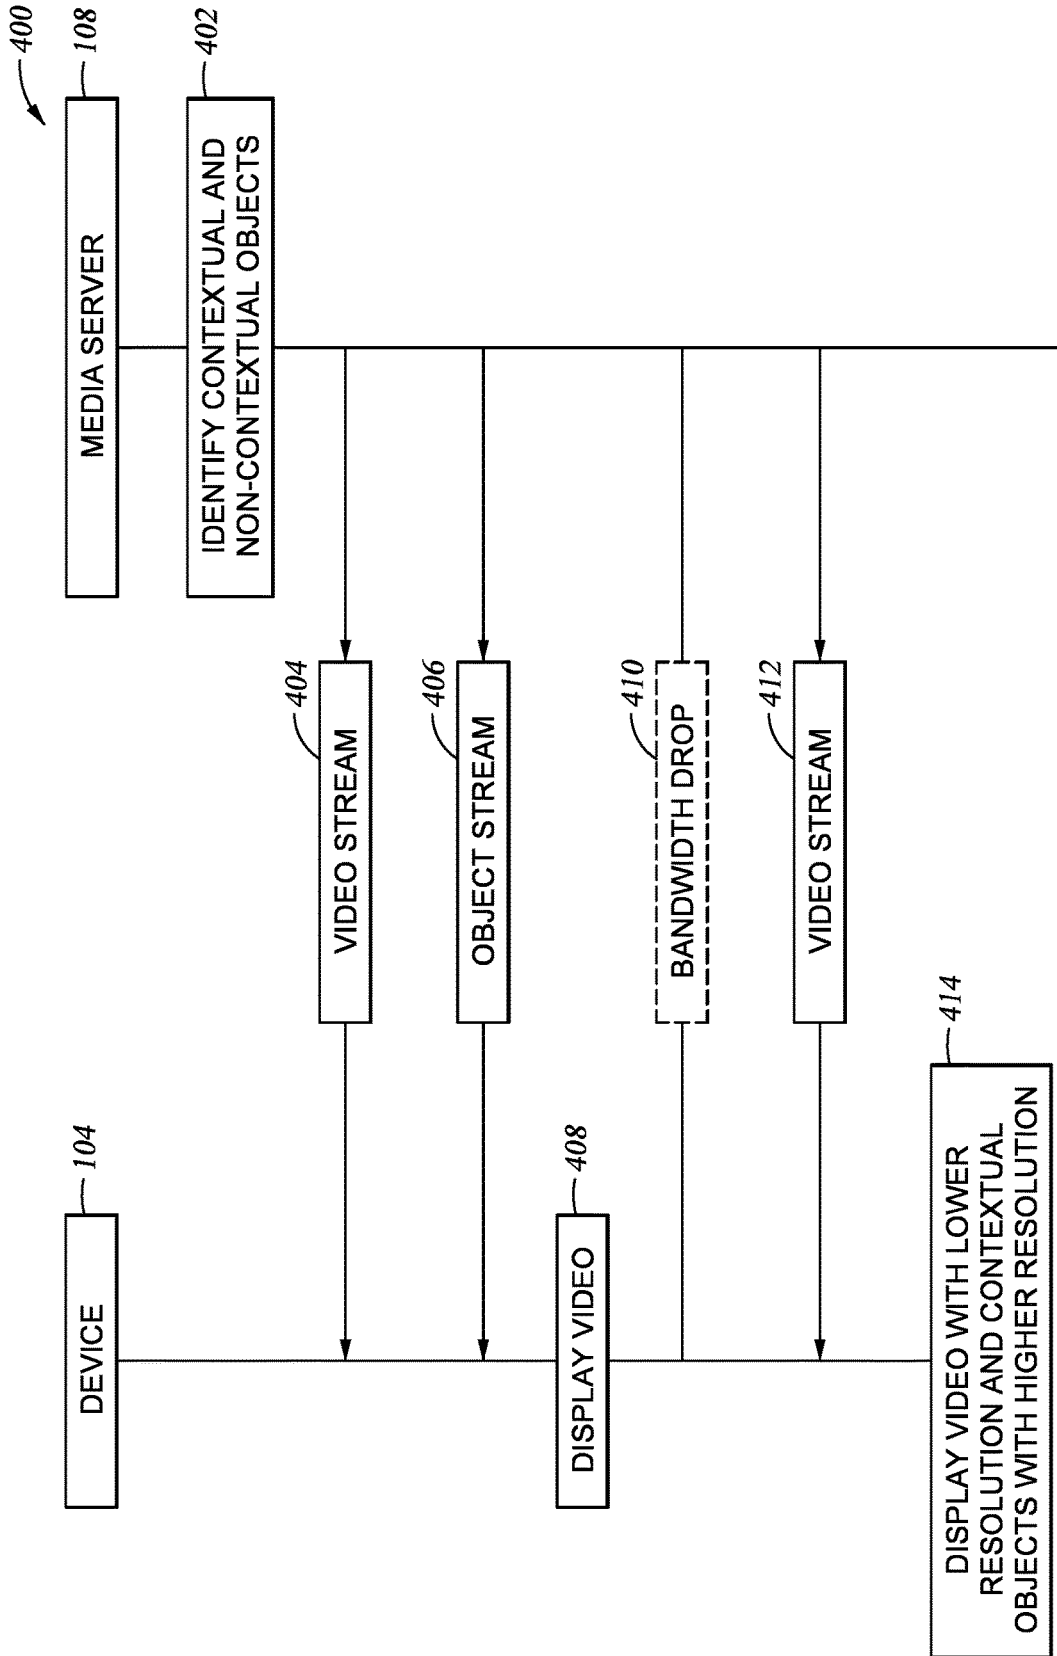 400
DEVICE
104
MEDIA SERVER
108
IDENTIFY CONTEXTUAL AND
NON-CONTEXTUAL OBJECTS
402
VIDEO STREAM
404
OBJECT STREAM
406
DISPLAY VIDEO
408
BANDWIDTH DROP
410
VIDEO STREAM
412
DISPLAY VIDEO WITH LOWER
RESOLUTION AND CONTEXTUAL
OBJECTS WITH HIGHER RESOLUTION
414